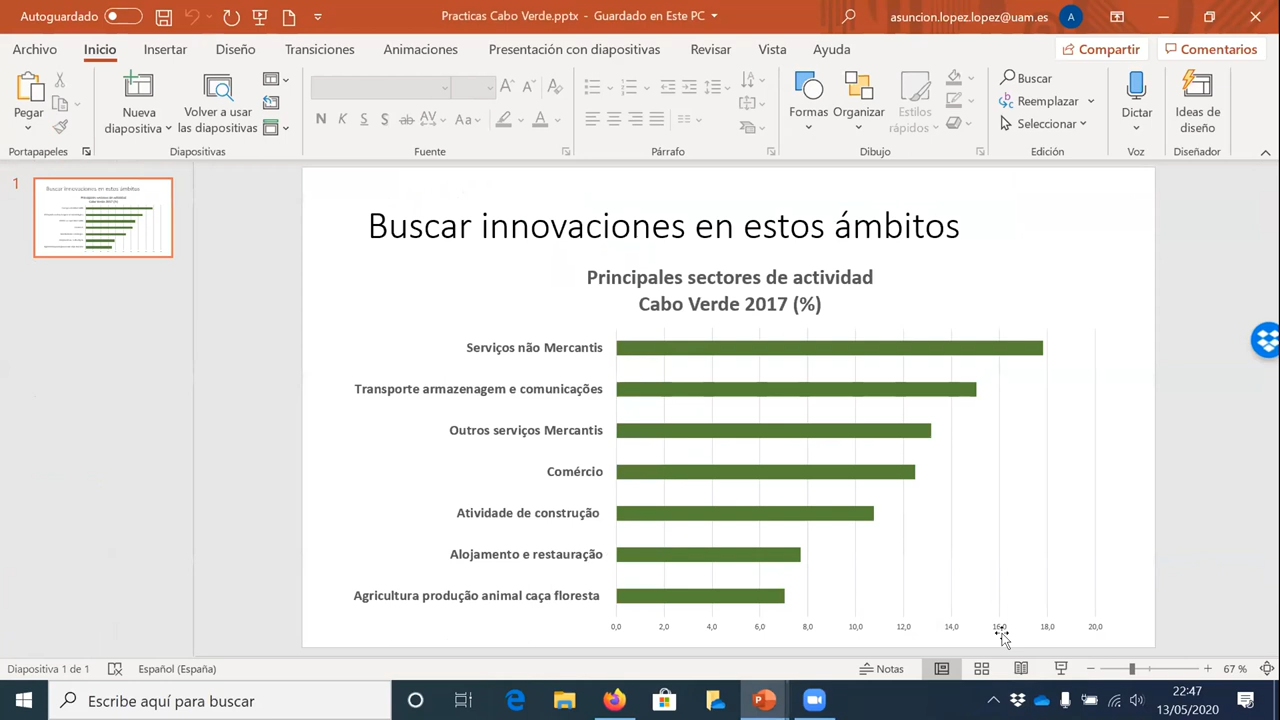 Autoguardado
Practicas Cabo Verde.pptx - Guardado en Este PC
asuncion.lopez.lopez@uam.es
A
Archivo Inicio Insertar Diseño Transiciones Animaciones Presentación con diapositivas Revisar Vista Ayuda
Compartir Comentarios
Pegar
Nueva diapositiva
Volver a usar las diapositivas
N K S S ab AV Aa A
Formas Organizar Estilos rápidos
Buscar
Reemplazar
Seleccionar
Dictar
Ideas de diseño
Portapapeles Diapositivas Fuente Párrafo Dibujo Edición Voz Diseñador
1
Buscar innovaciones en estos ámbitos
Principales sectores de actividad
Cabo Verde 2017 (%)
Serviços não Mercantis
Transporte armazenagem e comunicações
Outros serviços Mercantis
Comércio
Atividade de construção
Alojamento e restauração
Agricultura produção animal caça floresta
0,0 2,0 4,0 6,0 8,0 10,0 12,0 14,0 16,0 18,0 20,0
Diapositiva 1 de 1 Español (España) Notas 67 %
Escribe aquí para buscar
22:47
13/05/2020